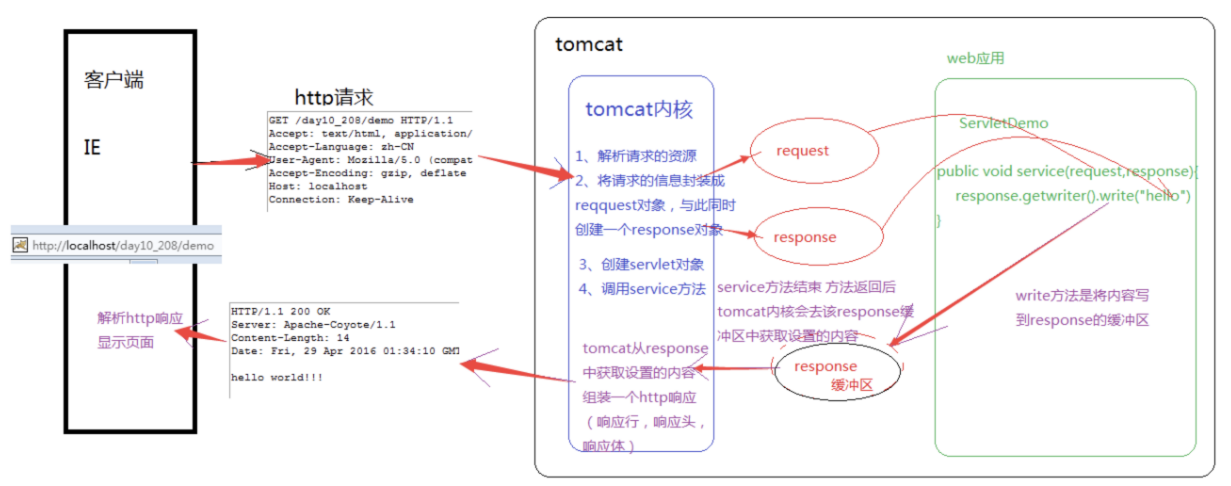 客户端
IE
http://localhost/day10_208/demo
解析http响应
显示页面
http请求
GET /day10_208/demo HTTP/1.1
Accept: text/html, application/
Accept-Language: zh-CN
User-Agent: Mozilla/5.0 (compat
Accept-Encoding: gzip, deflate
Host: localhost
Connection: Keep-Alive
HTTP/1.1 200 OK
Server: Apache-Coyote/1.1
Content-Length: 14
Date: Fri, 29 Apr 2016 01:34:10 GMT
hello world!!!
tomcat
tomcat内核
1、解析请求的资源
2、将请求的信息封装成
reqquest对象，与此同时
创建一个response对象
3、创建servlet对象
4、调用service方法
tomcat从response
中获取设置的内容
组装一个http响应
（响应行，响应头，
响应体）
request
response
service方法结束 方法返回后
tomcat内核会去该response缓
冲区中获取设置的内容
response
缓冲区
web应用
ServletDemo
public void service(request,response){
response.getwriter().write("hello")
}
write方法是将内容写
到response的缓冲区